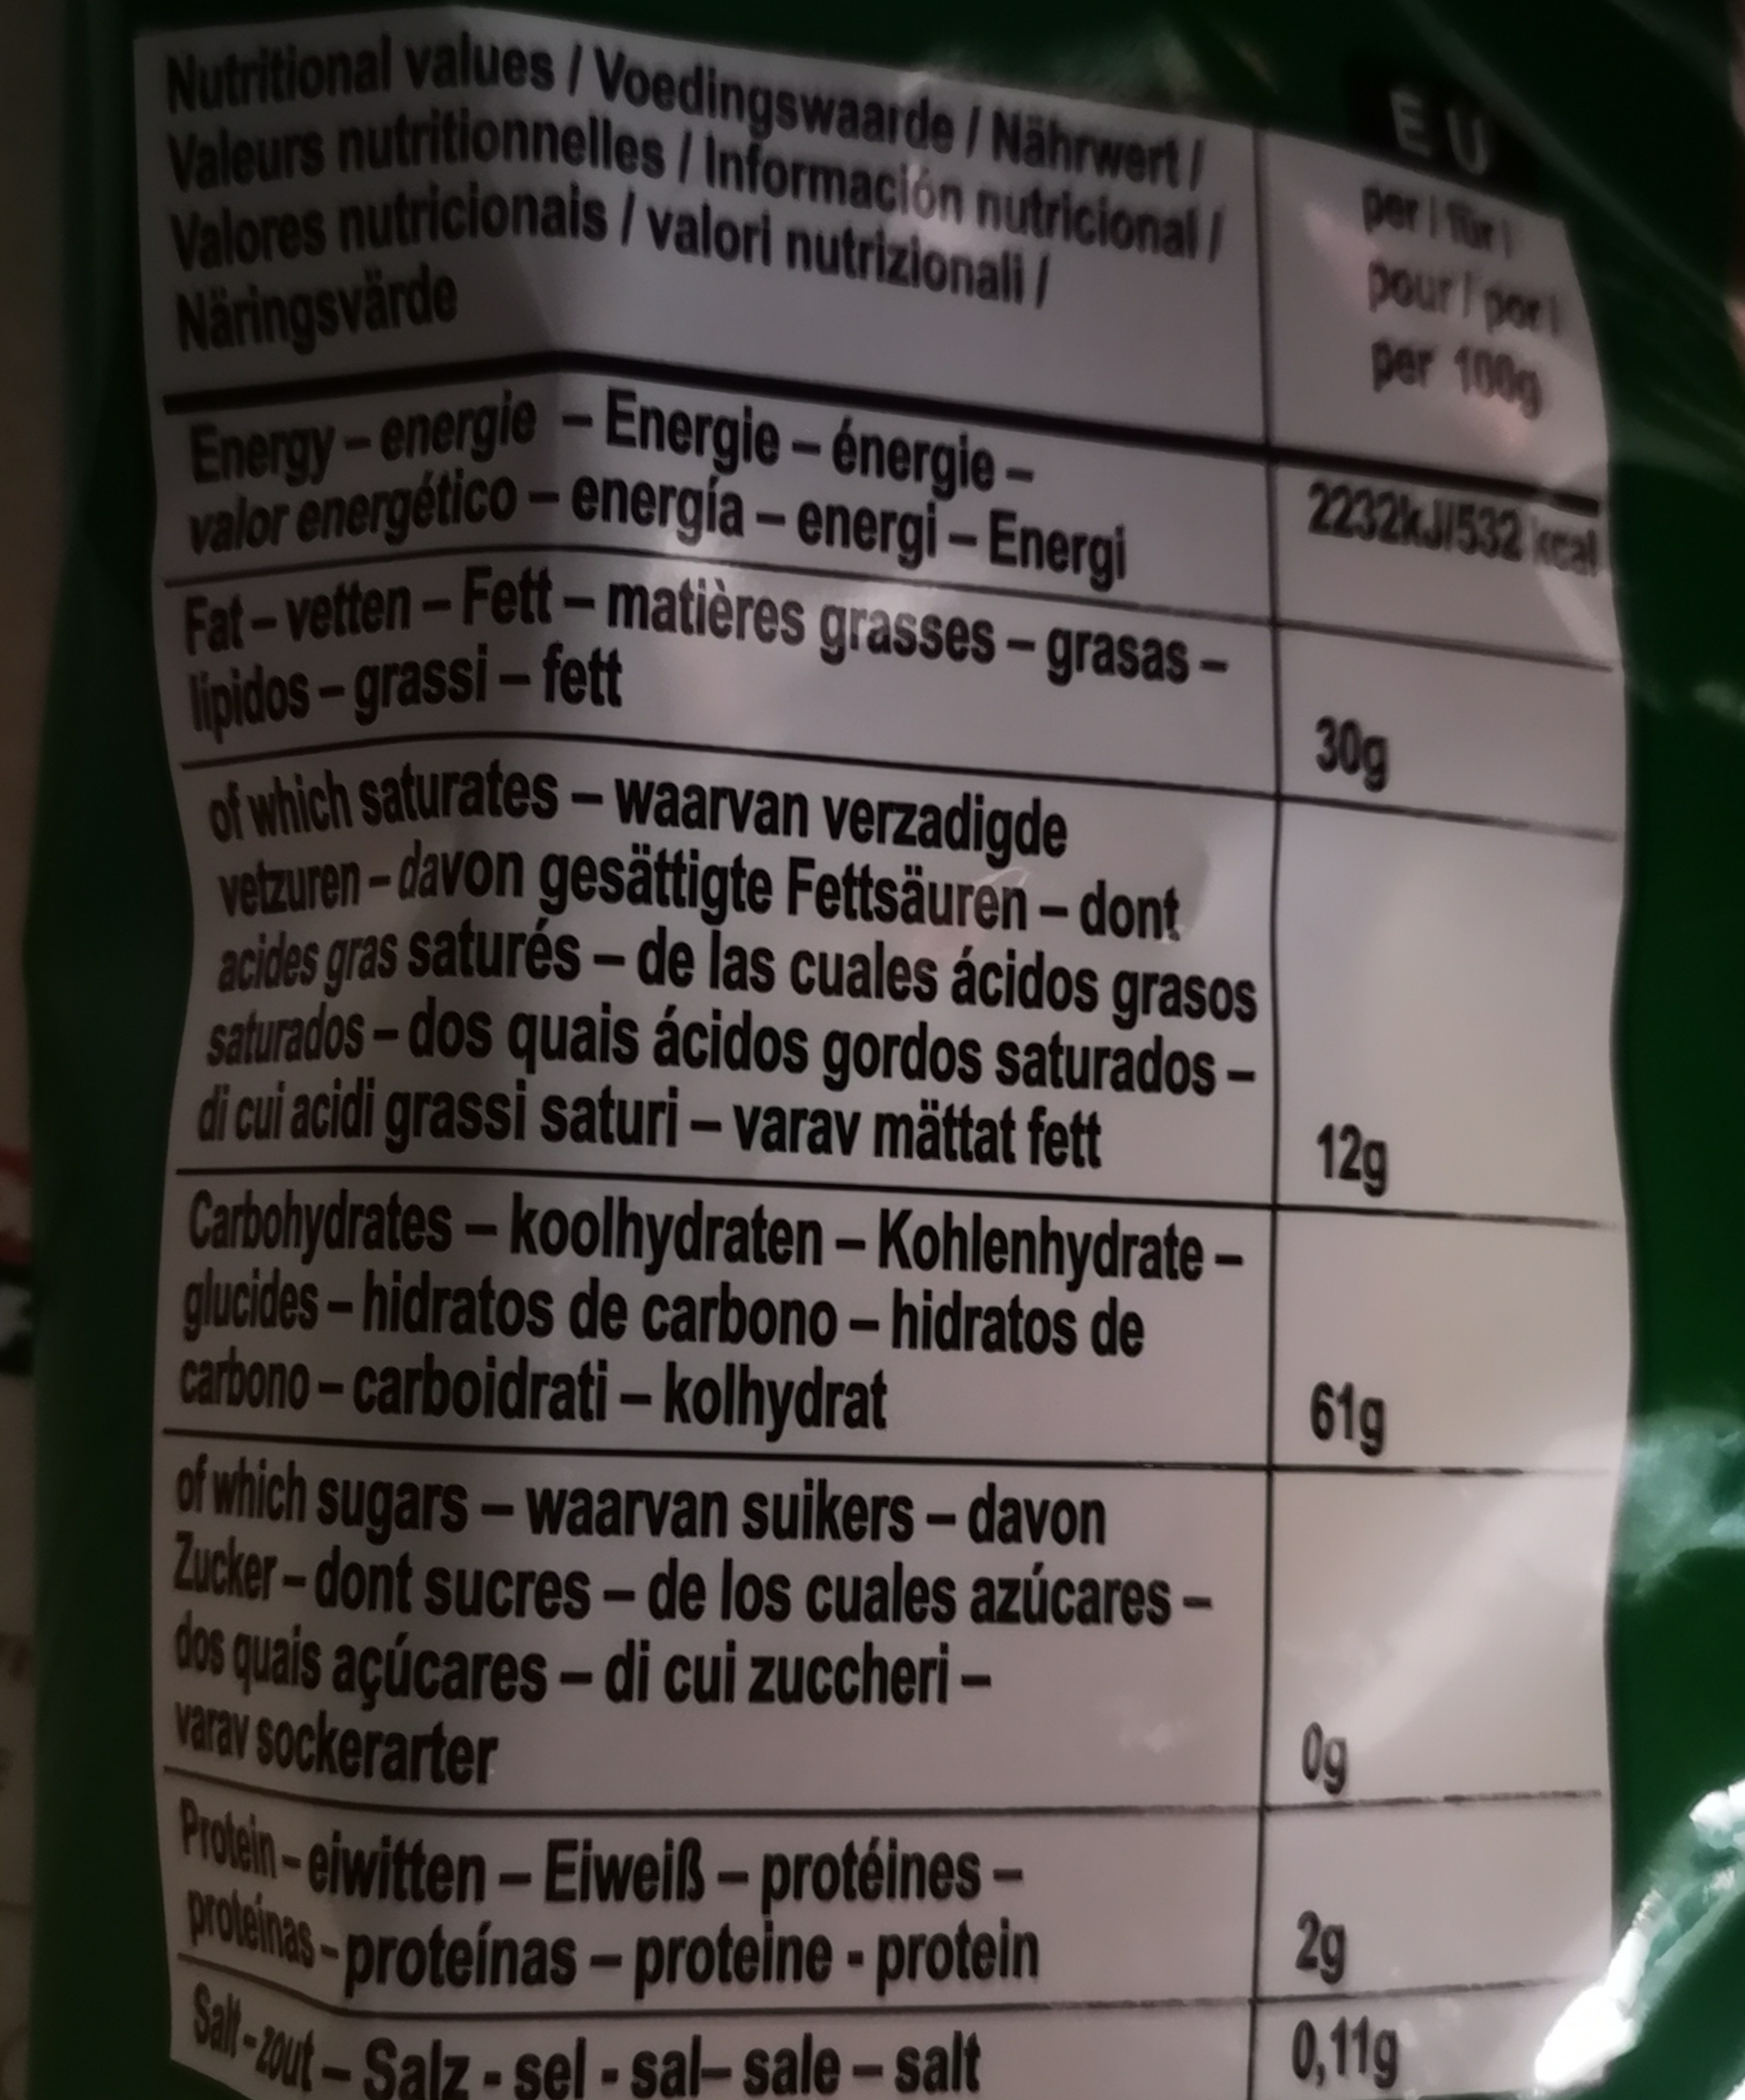 Nutritional values / Voedingswaarde / Nährwert /
Valeurs nutritionnelles / Información nutricional /
Valores nutricionais / valori nutrizionali /
Näringsvärde
EU
per / für /
pour / por /
per 100g
Energy – energie – Energie – énergie –
valor energético – energía – energi – Energi
2232kJ/532 kcal
Fat – vetten – Fett – matières grasses – grasas –
lipidos – grassi – fett
30g
of which saturates – waarvan verzadigde
vetzuren – davon gesättigte Fettsäuren – dont
acides gras saturés – de las cuales ácidos grasos
saturados – dos quais ácidos gordos saturados –
di cui acidi grassi saturi – varav mättat fett
12g
Carbohydrates – koolhydraten – Kohlenhydrate –
glucides – hidratos de carbono – hidratos de
carbono – carboidrati – kolhydrat
61g
of which sugars – waarvan suikers – davon
Zucker – dont sucres – de los cuales azúcares –
dos quais açúcares – di cui zuccheri –
varav sockerarter
0g
Protein – eiwitten – Eiweiß – protéines –
proteínas – proteínas – proteine - protein
2g
Salt – zout – Salz - sel - sal – sale – salt
0,11g